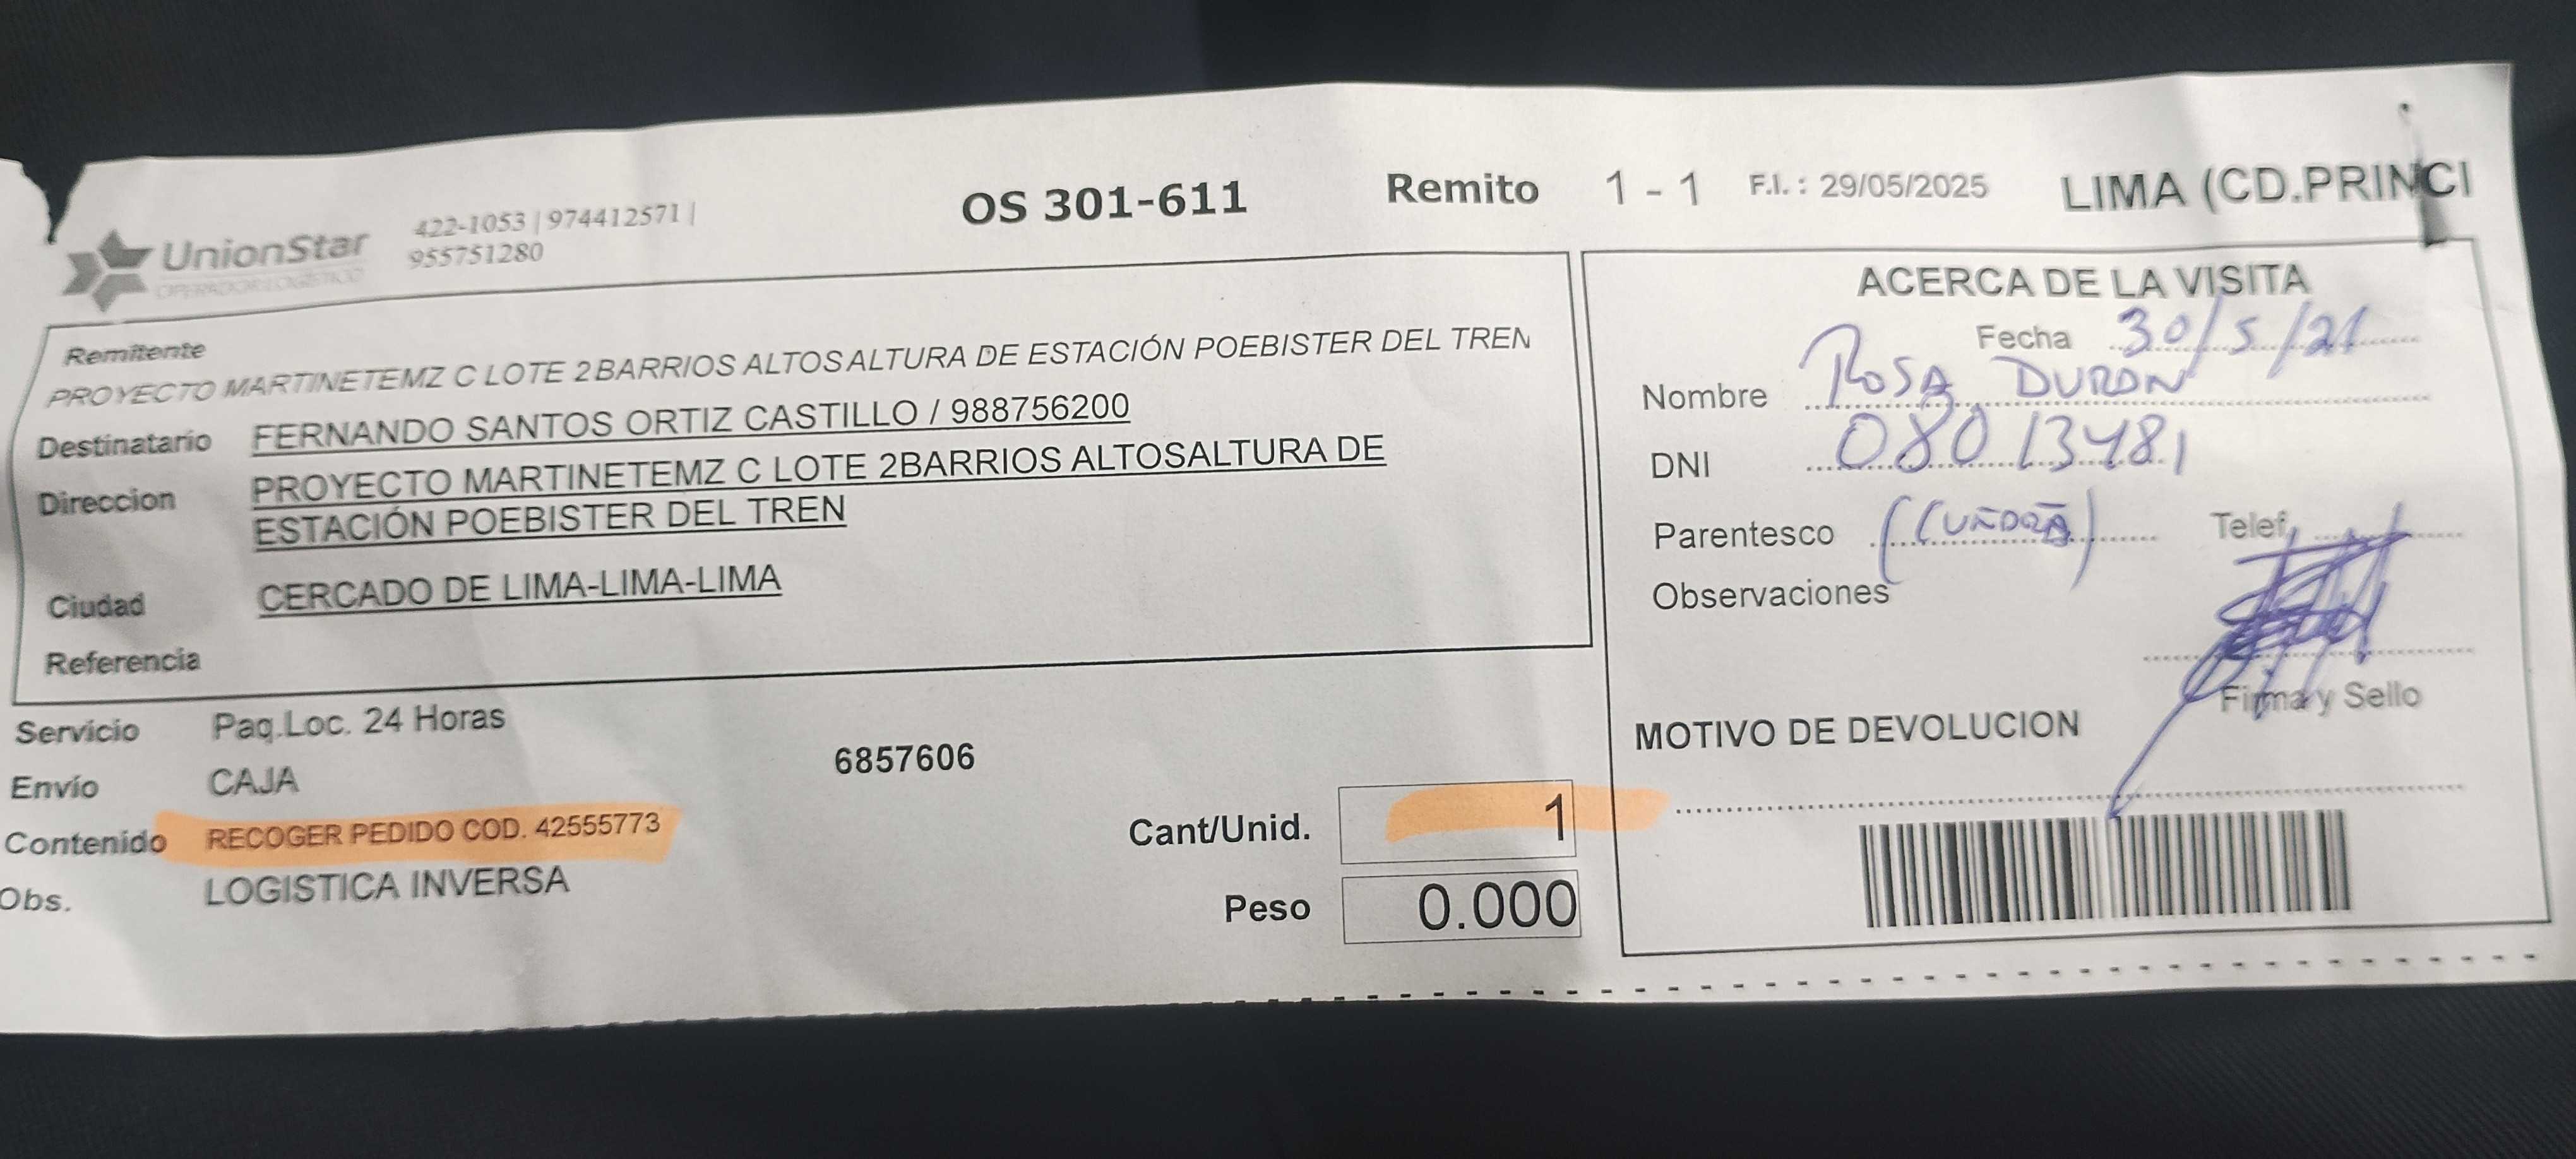 UnionStar
OPERADOR LOGÍSTICO
422-1053 | 974412571 |
955751280
OS 301-611
Remito 1 - 1
F.I. : 29/05/2025
LIMA (CD.PRINCI
Remitente
PROYECTO MARTINETEMZ C LOTE 2BARRIOS ALTOSALTURA DE ESTACIÓN POEBISTER DEL TREN
Destinatario FERNANDO SANTOS ORTIZ CASTILLO / 988756200
Direccion PROYECTO MARTINETEMZ C LOTE 2BARRIOS ALTOSALTURA DE
ESTACIÓN POEBISTER DEL TREN
Ciudad CERCADO DE LIMA-LIMA-LIMA
Referencia
Servicio Paq.Loc. 24 Horas
Envío CAJA
6857606
Contenido RECOGER PEDIDO COD. 42555773
Obs. LOGISTICA INVERSA
Cant/Unid. 1
Peso 0.000
ACERCA DE LA VISITA
Fecha 30/5/21
Nombre ROSA DURAN
DNI 08013481
Parentesco (CUÑADA) Telef.
Observaciones
Firma y Sello
MOTIVO DE DEVOLUCION